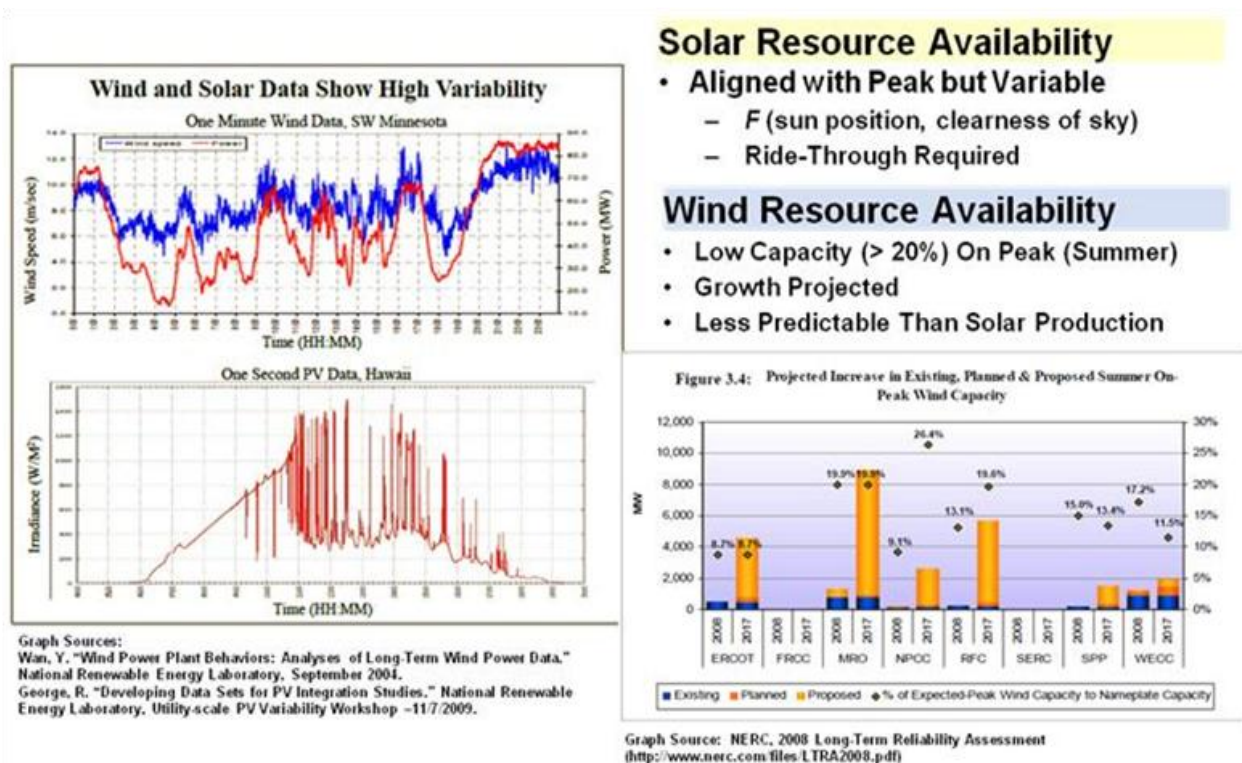 Wind and Solar Data Show High Variability
One Minute Wind Data, SW Minnesota
Wind speed Power
Wind Speed (m/sec)
Power (MW)
Time (HH:MM)
One Second PV Data, Hawaii
Irradiance (W/M²)
Time (HH:MM)
Graph Sources:
Wan, Y. "Wind Power Plant Behaviors: Analyses of Long-Term Wind Power Data,"
National Renewable Energy Laboratory, September 2004.
George, R. "Developing Data Sets for PV Integration Studies." National Renewable
Energy Laboratory, Utility-scale PV Variability Workshop –11/7/2009.
Solar Resource Availability
• Aligned with Peak but Variable
– F (sun position, clearness of sky)
– Ride-Through Required
Wind Resource Availability
• Low Capacity (> 20%) On Peak (Summer)
• Growth Projected
• Less Predictable Than Solar Production
Figure 3.4: Projected Increase in Existing, Planned & Proposed Summer On-
Peak Wind Capacity
MW
12,000 30%
10,000 25%
8,000 20%
6,000 15%
4,000 10%
2,000 5%
0 0%
8.7% 8.7% 19.9% 19.9% 9.1% 26.4% 13.1% 19.6% 15.0% 13.4% 17.2% 11.5%
2008 2017 2008 2017 2008 2017 2008 2017 2008 2017 2008 2017 2008 2017 2008 2017
ERCOT FRCC MRO NPCC RFC SERC SPP WECC
Existing Planned Proposed % of Expected-Peak Wind Capacity to Nameplate Capacity
Graph Source: NERC, 2008 Long-Term Reliability Assessment
(http://www.nerc.com/files/LTRA2008.pdf)